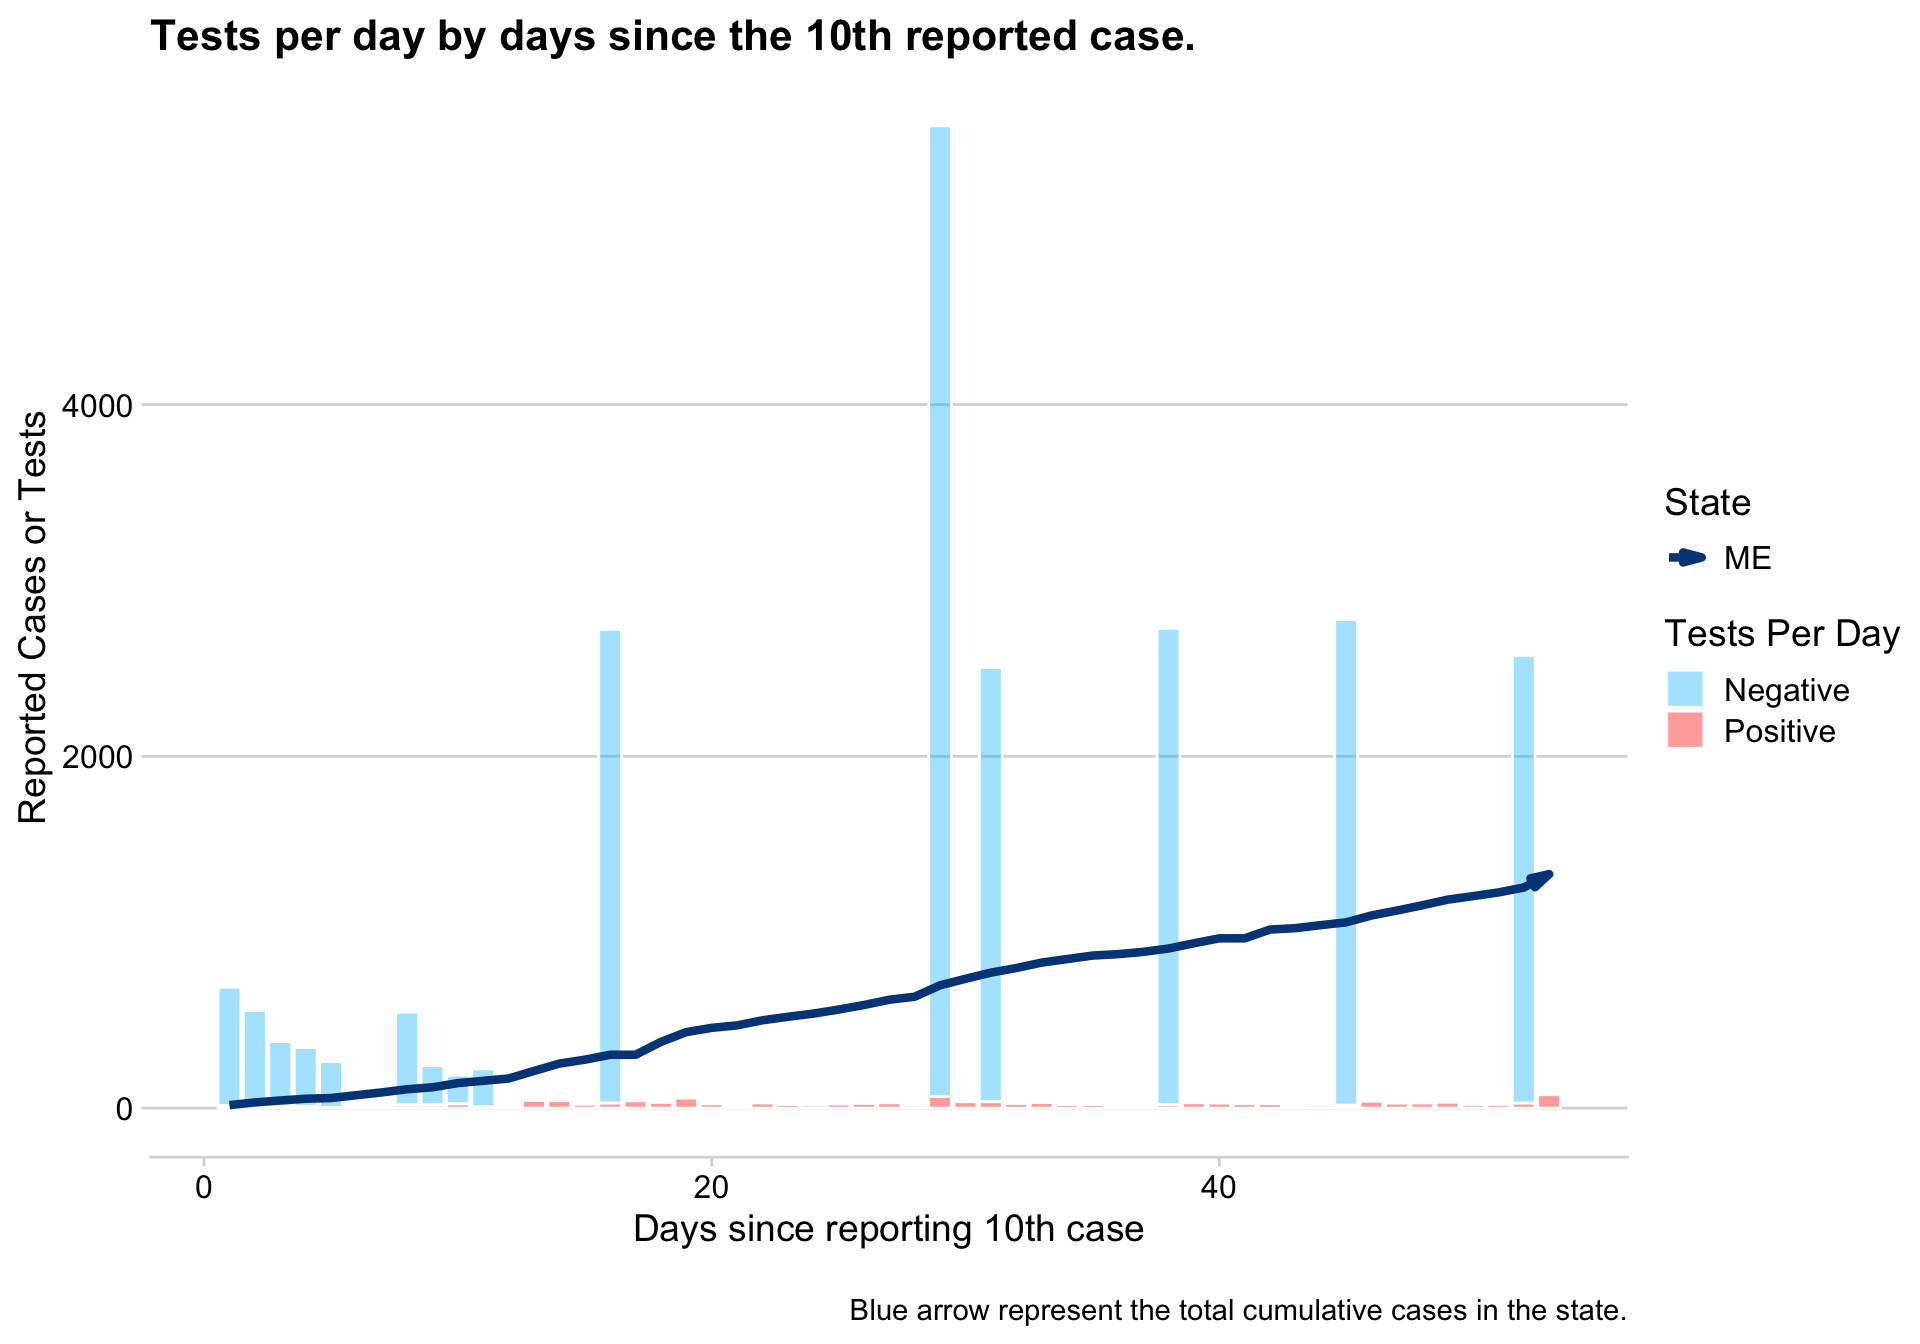 Tests per day by days since the 10th reported case.
Reported Cases or Tests
4000
2000
0
0
20
40
Days since reporting 10th case
State
ME
Tests Per Day
Negative
Positive
Blue arrow represent the total cumulative cases in the state.